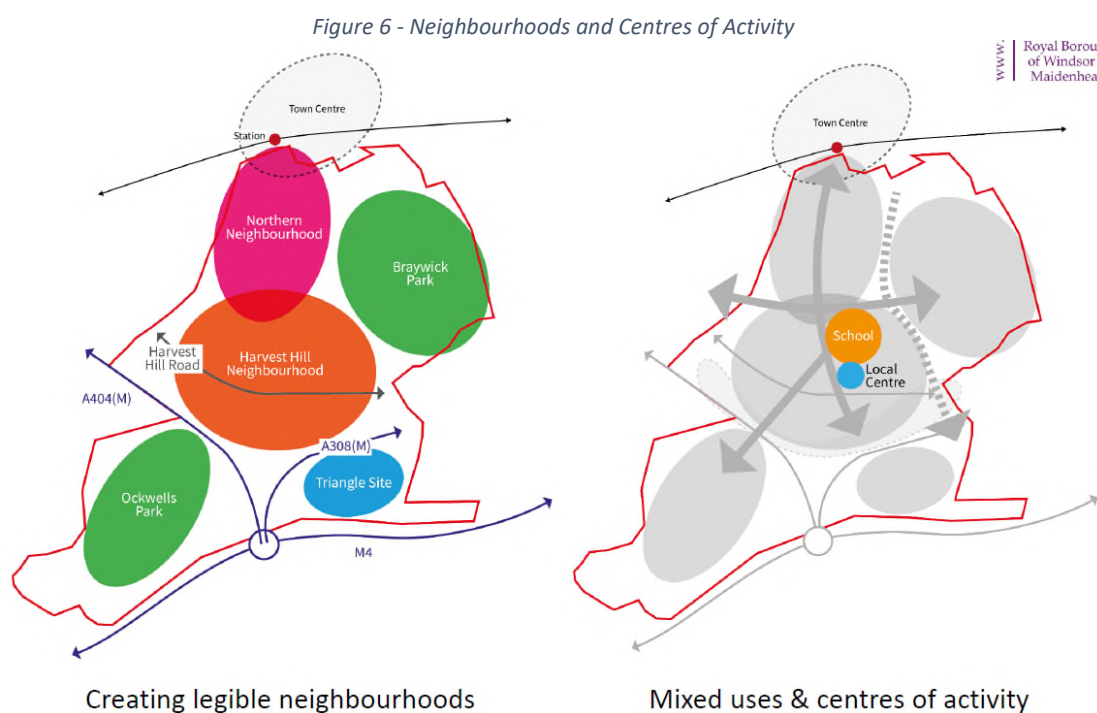 Figure 6 - Neighbourhoods and Centres of Activity
www.
Royal Borou
of Windsor
Maidenhea
Town Centre
Station
Northern
Neighbourhood
Braywick
Park
Harvest
Hill Road
Harvest Hill
Neighbourhood
A404(M)
A308(M)
Triangle Site
Ockwells
Park
M4
Creating legible neighbourhoods
Town Centre
School
Local
Centre
Mixed uses & centres of activity